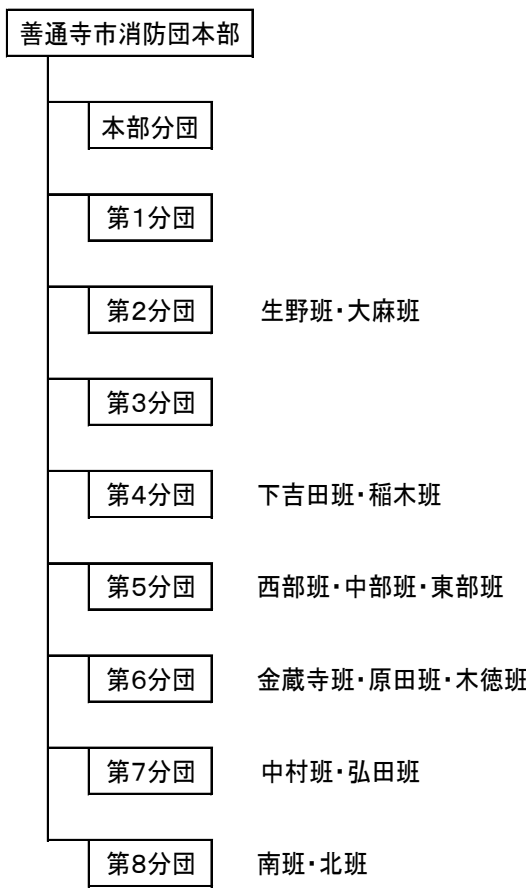 善通寺市消防団本部
本部分団
第1分団
第2分団 生野班・大麻班
第3分団
第4分団 下吉田班・稲木班
第5分団 西部班・中部班・東部班
第6分団 金蔵寺班・原田班・木徳班
第7分団 中村班・弘田班
第8分団 南班・北班